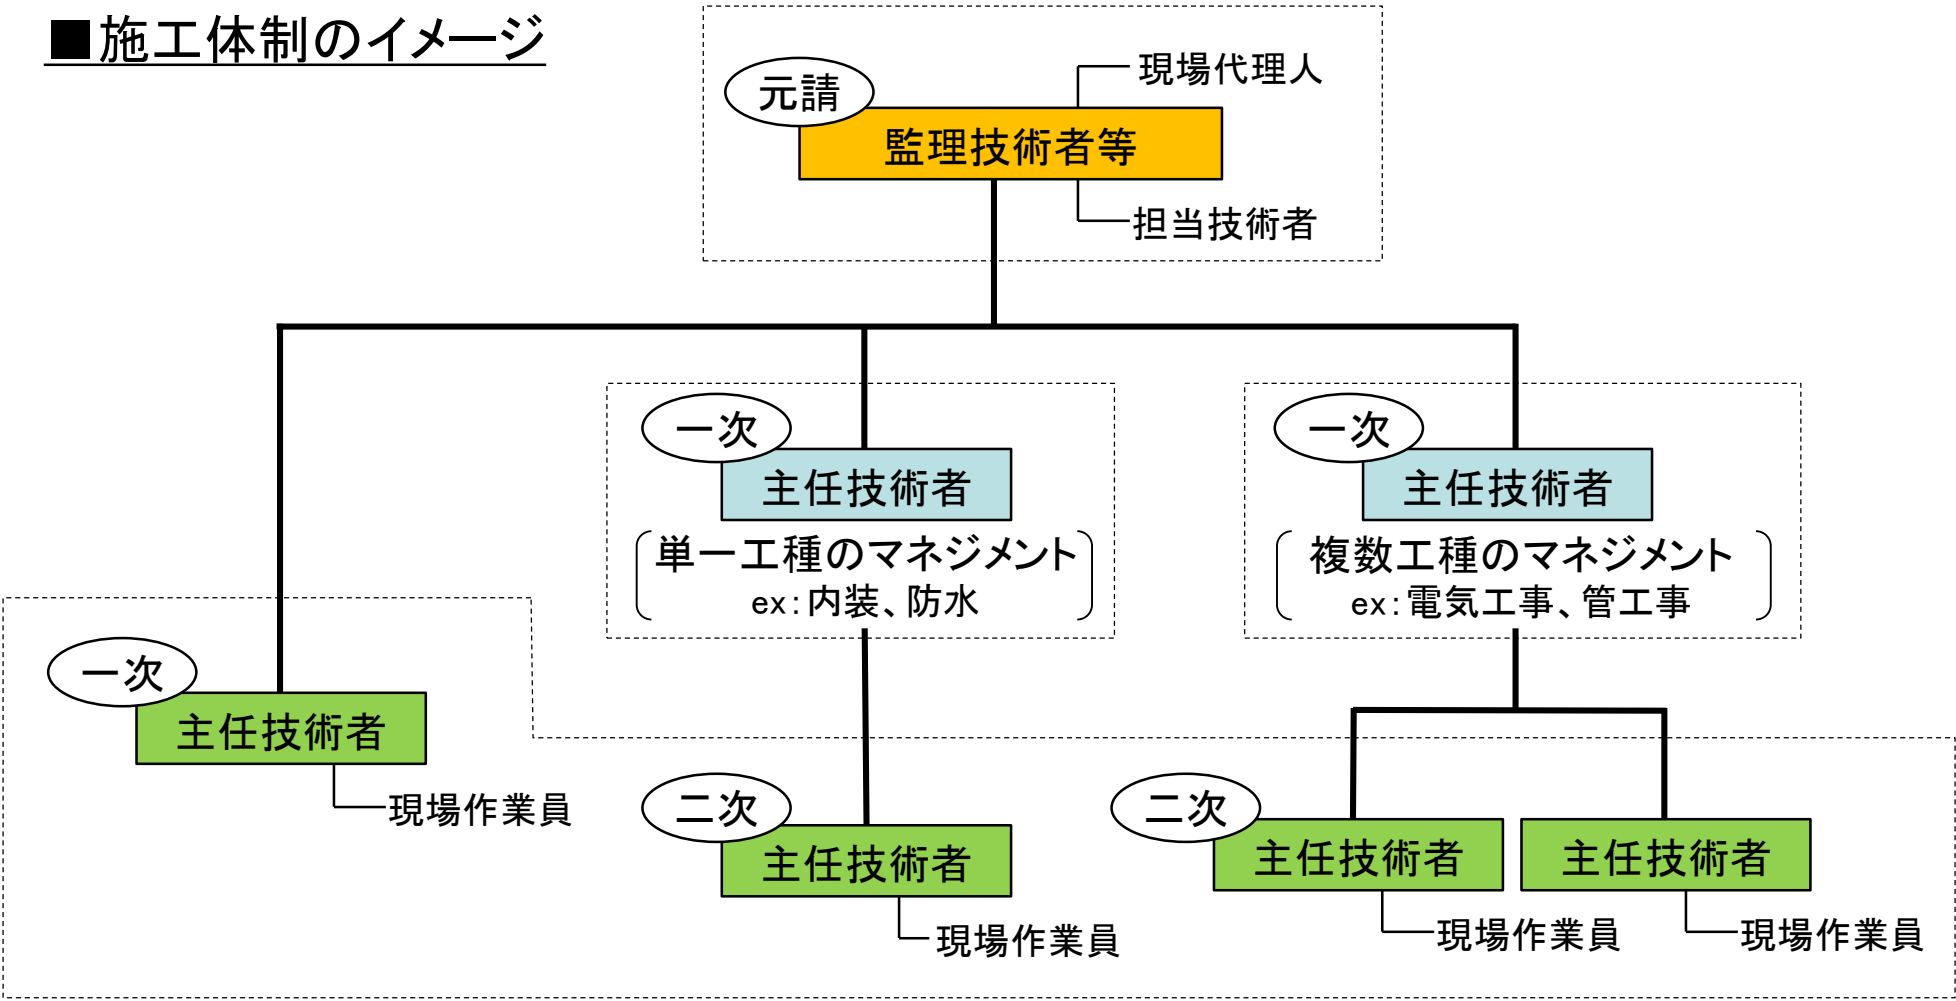 ■施工体制のイメージ
現場代理人
元請
監理技術者等
担当技術者
一次
主任技術者
単一工種のマネジメント
ex:内装、防水
一次
主任技術者
複数工種のマネジメント
ex:電気工事、管工事
一次
主任技術者
現場作業員
二次
主任技術者
現場作業員
二次
主任技術者
現場作業員
主任技術者
現場作業員